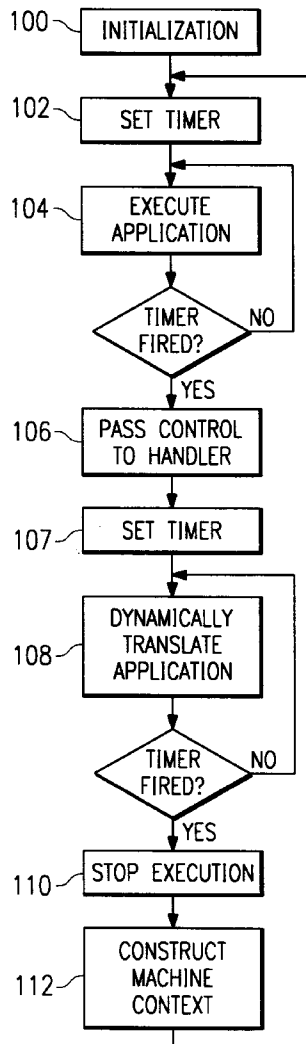 100
INITIALIZATION
102
SET TIMER
104
EXECUTE
APPLICATION
TIMER
FIRED?
NO
YES
106
PASS CONTROL
TO HANDLER
107
SET TIMER
108
DYNAMICALLY
TRANSLATE
APPLICATION
TIMER
FIRED?
NO
YES
110
STOP EXECUTION
112
CONSTRUCT
MACHINE
CONTEXT